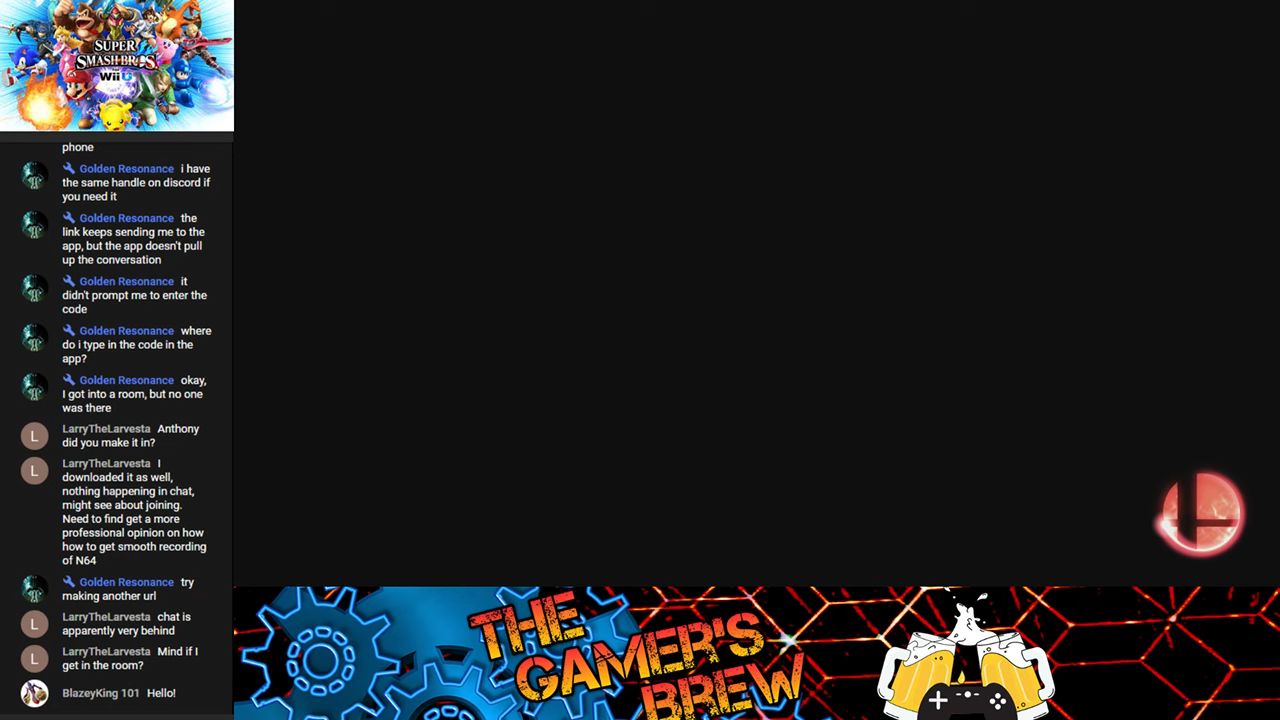 SUPER
SMASH BROS.
for
Wii U
phone
Golden Resonance i have
the same handle on discord if
you need it
Golden Resonance the
link keeps sending me to the
app, but the app doesn't pull
up the conversation
Golden Resonance it
didn't prompt me to enter the
code
Golden Resonance where
do i type in the code in the
app?
Golden Resonance okay,
I got into a room, but no one
was there
L
LarryTheLarvesta Anthony
did you make it in?
L
LarryTheLarvesta I
downloaded it as well,
nothing happening in chat,
might see about joining.
Need to find get a more
professional opinion on how
how to get smooth recording
of N64
Golden Resonance try
making another url
L
LarryTheLarvesta chat is
apparently very behind
L
LarryTheLarvesta Mind if I
get in the room?
BlazeyKing 101 Hello!
THE
GAMER'S
BREW